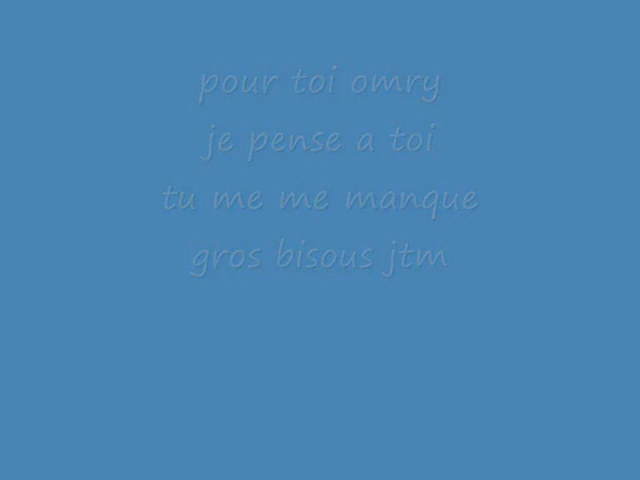 pour toi omry
je pense a toi
tu me me manque
gros bisous jtm